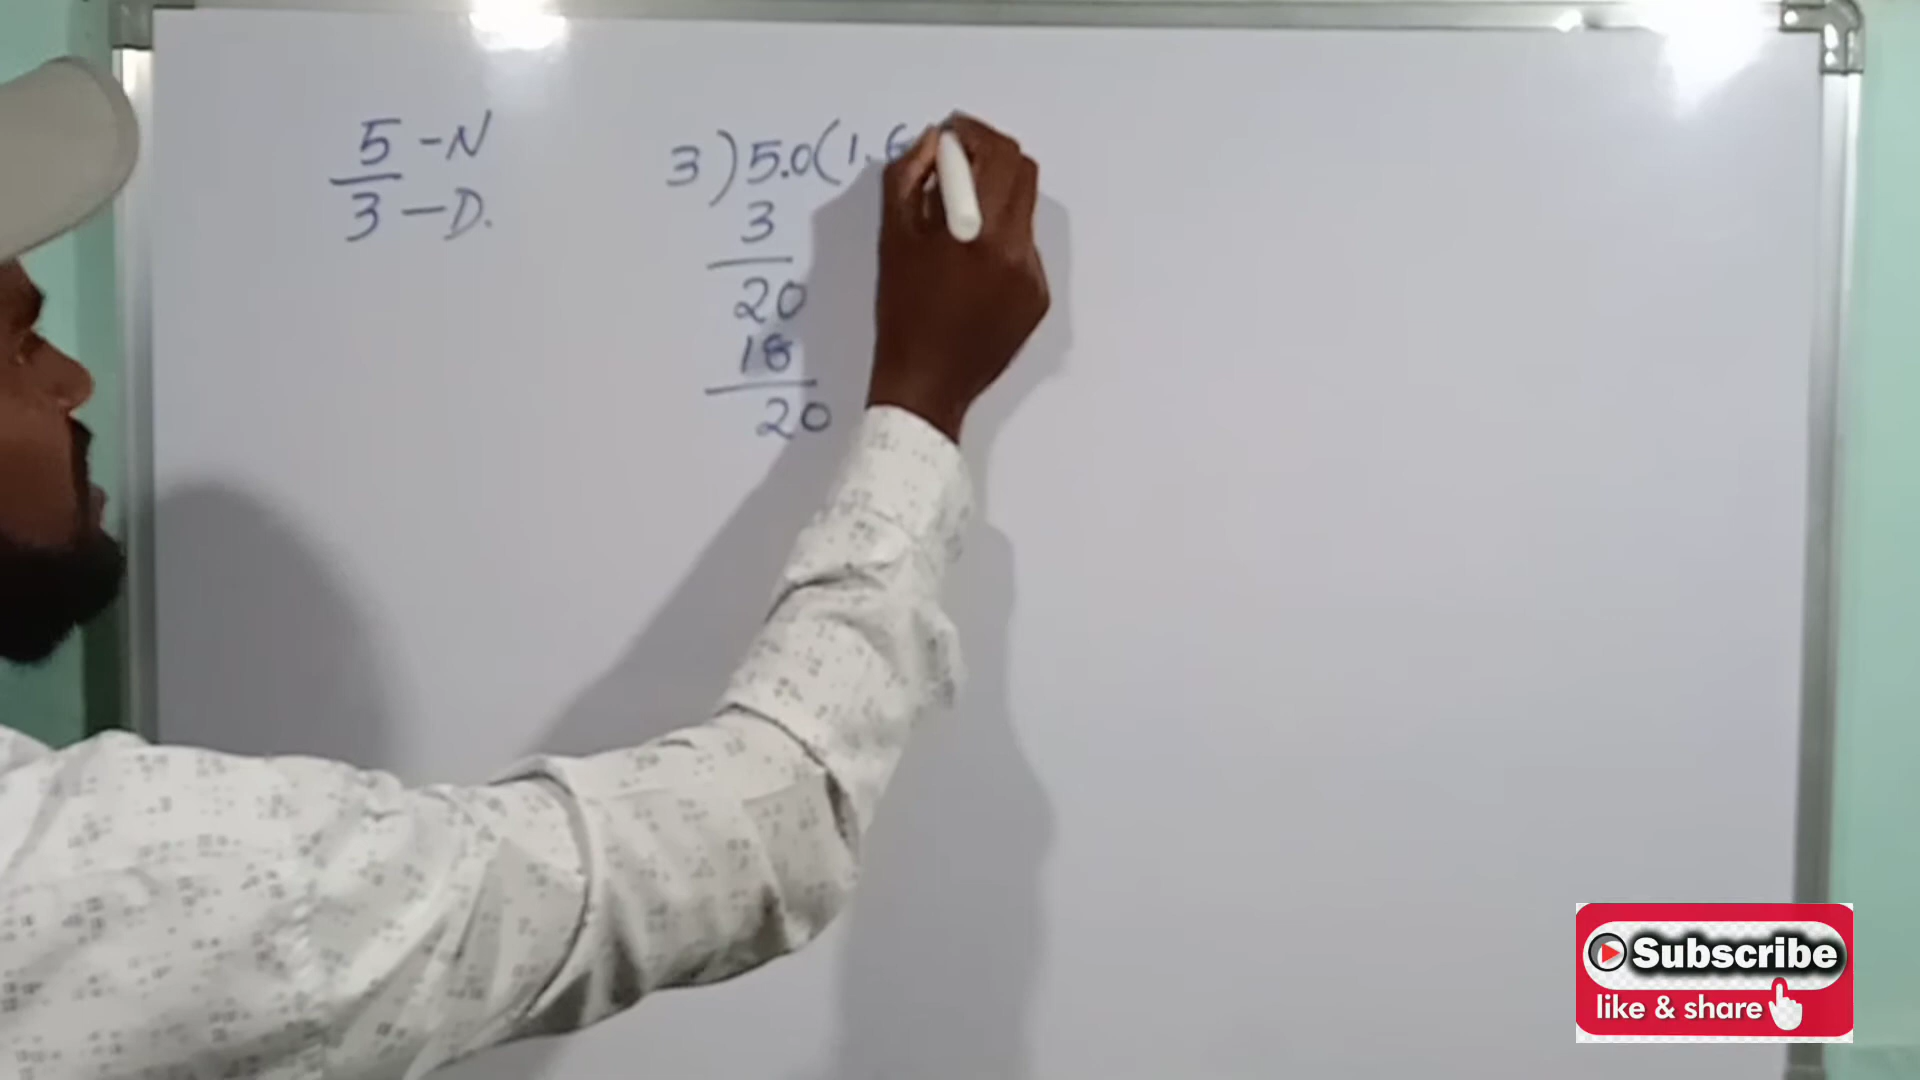 5 - N
3 - D.
3 ) 5.0 ( 1.6
3
20
18
20
Subscribe
like & share